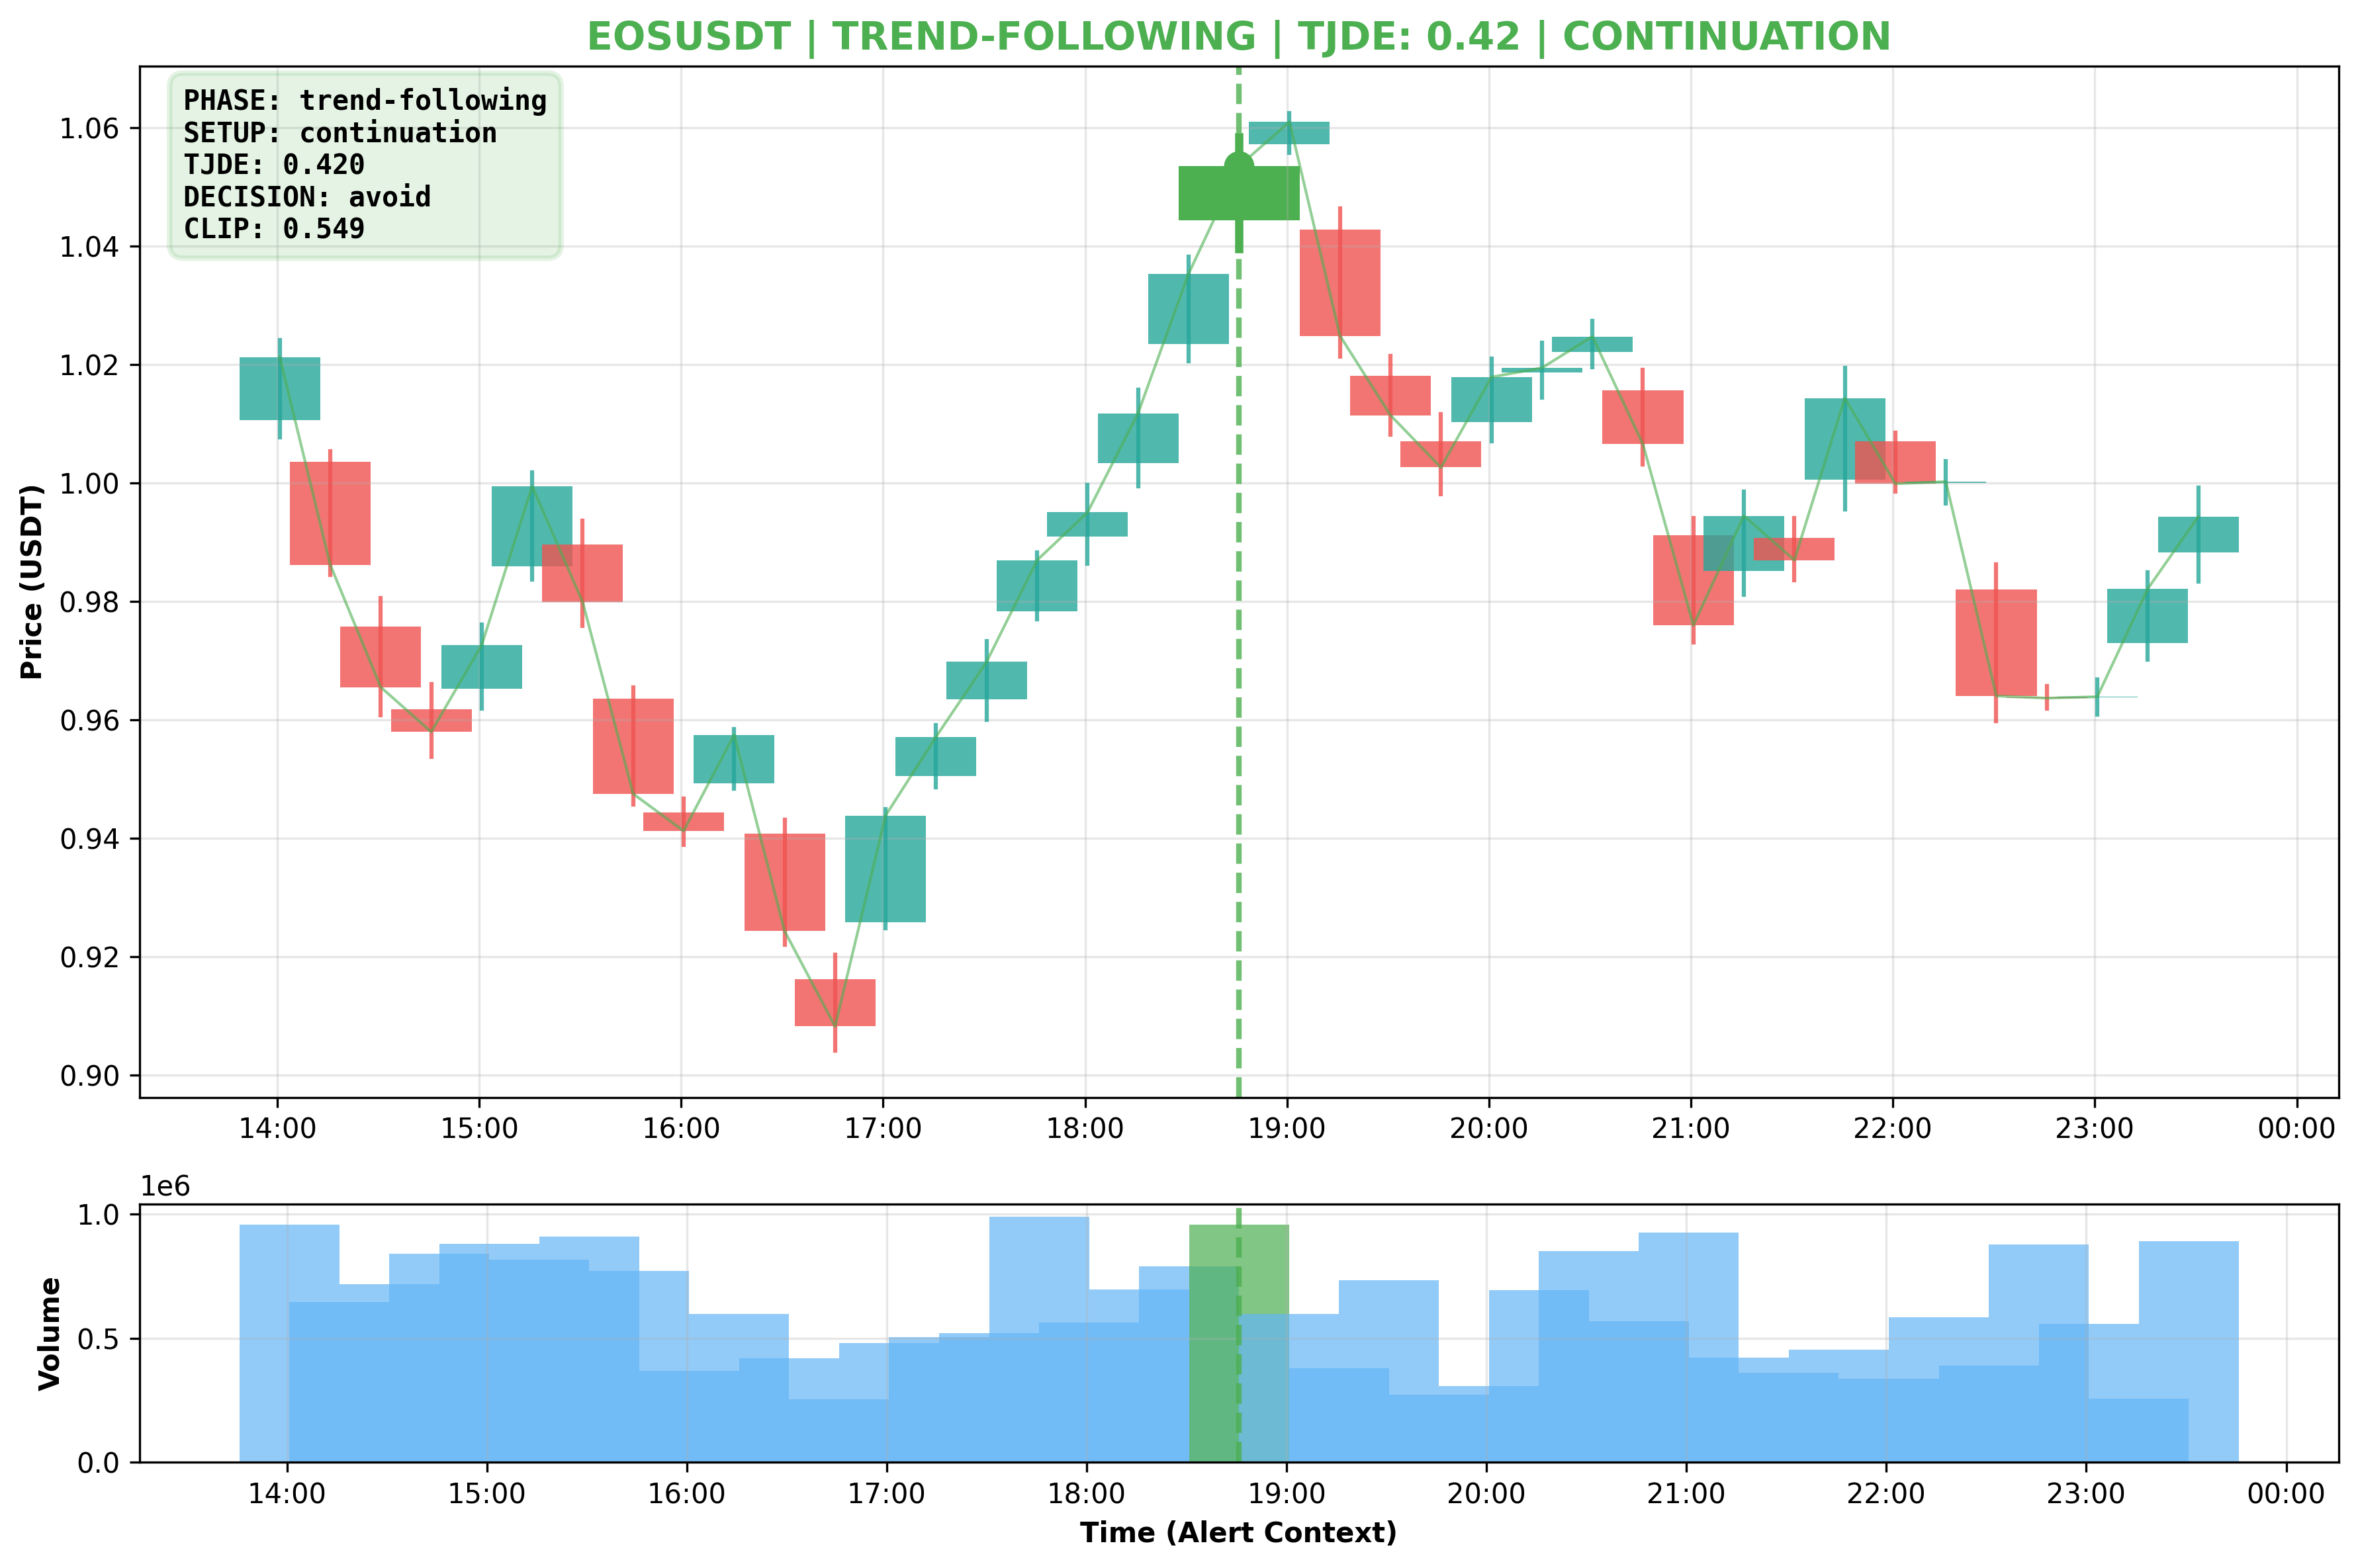 EOSUSDT | TREND-FOLLOWING | TJDE: 0.42 | CONTINUATION
PHASE: trend-following
SETUP: continuation
TJDE: 0.420
DECISION: avoid
CLIP: 0.549
Price (USDT)
1.06
1.04
1.02
1.00
0.98
0.96
0.94
0.92
0.90
14:00 15:00 16:00 17:00 18:00 19:00 20:00 21:00 22:00 23:00 00:00
1e6
Volume
1.0
0.5
0.0
14:00 15:00 16:00 17:00 18:00 19:00 20:00 21:00 22:00 23:00 00:00
Time (Alert Context)